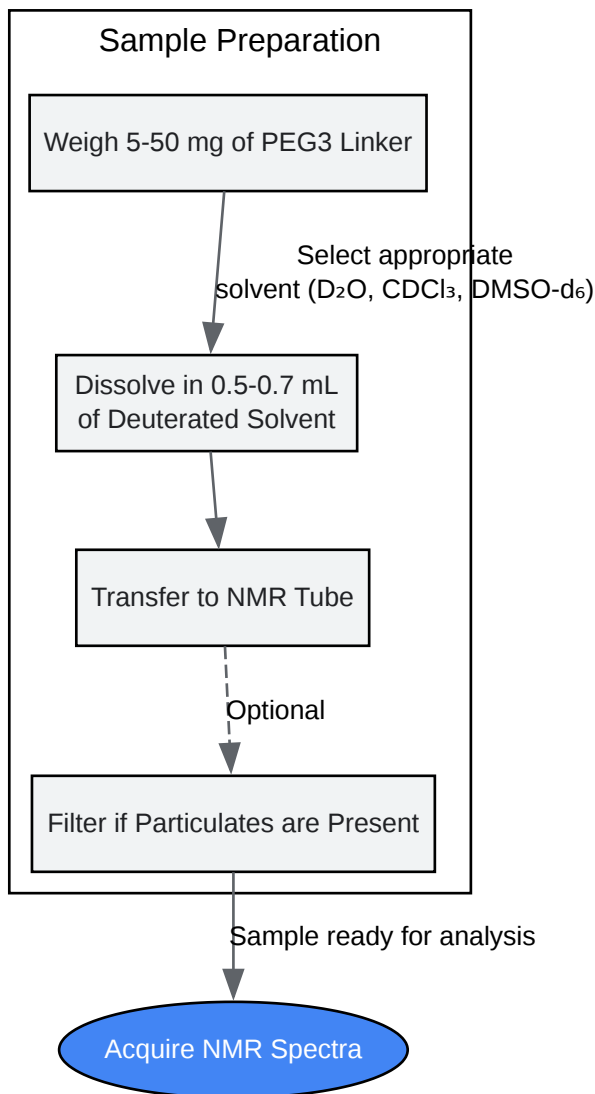 Sample Preparation
Weigh 5-50 mg of PEG3 Linker
Select appropriate
solvent (D₂O, CDCl₃, DMSO-d₆)
Dissolve in 0.5-0.7 mL
of Deuterated Solvent
Transfer to NMR Tube
Optional
Filter if Particulates are Present
Sample ready for analysis
Acquire NMR Spectra